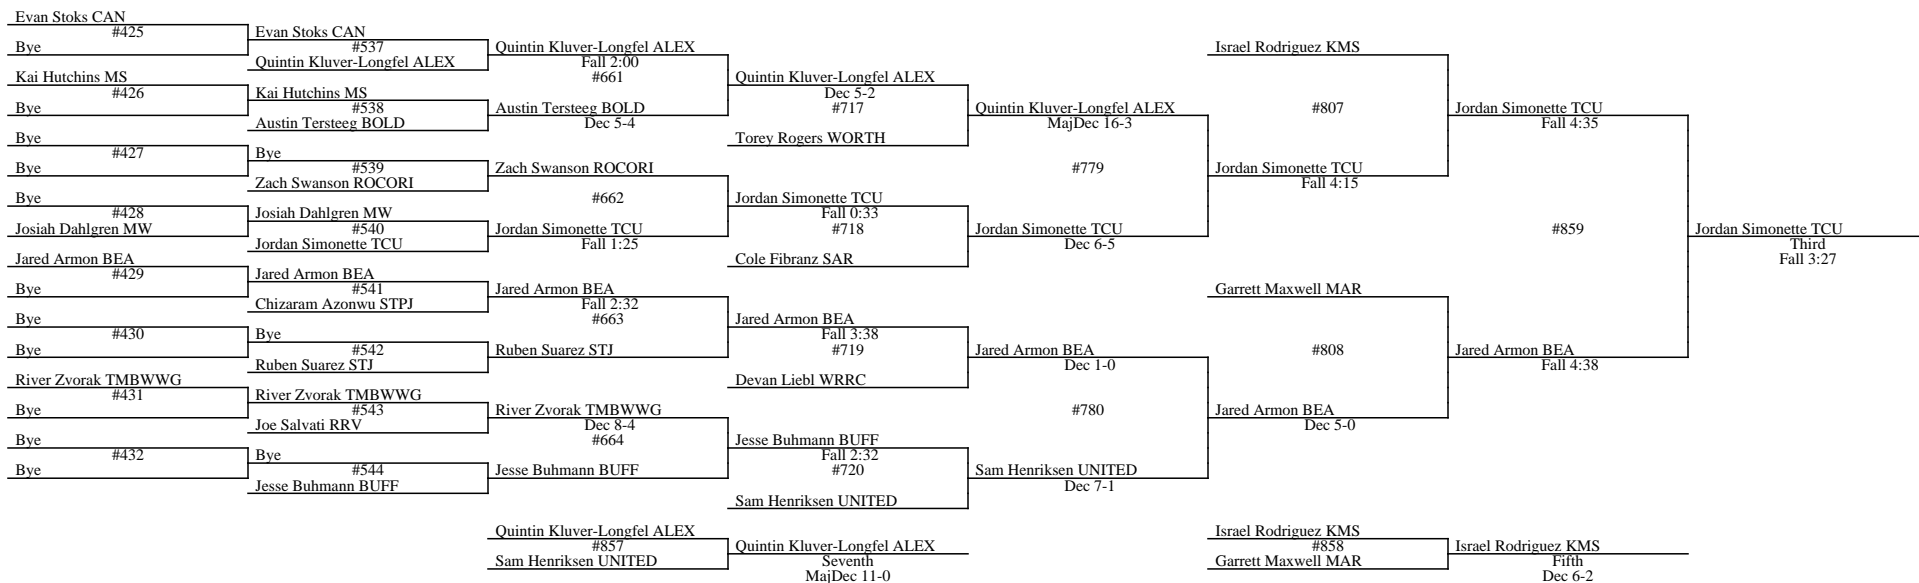 Evan Stoks CAN
#425
Bye
Kai Hutchins MS
#426
Bye
Bye
#427
Bye
Bye
#428
Josiah Dahlgren MW
Jared Armon BEA
#429
Bye
Bye
#430
Bye
River Zvorak TMBWWG
#431
Bye
Bye
#432
Bye
Evan Stoks CAN
#537
Quintin Kluver-Longfel ALEX
Kai Hutchins MS
#538
Austin Tersteeg BOLD
Bye
#539
Zach Swanson ROCORI
Josiah Dahlgren MW
#540
Jordan Simonette TCU
Jared Armon BEA
#541
Chizaram Azonwu STPJ
Bye
#542
Ruben Suarez STJ
River Zvorak TMBWWG
#543
Joe Salvati RRV
Bye
#544
Jesse Buhmann BUFF
Quintin Kluver-Longfel ALEX
Fall 2:00
#661
Austin Tersteeg BOLD
Dec 5-4
Zach Swanson ROCORI
#662
Jordan Simonette TCU
Fall 1:25
Jared Armon BEA
Fall 2:32
#663
Ruben Suarez STJ
River Zvorak TMBWWG
Dec 8-4
#664
Jesse Buhmann BUFF
Quintin Kluver-Longfel ALEX
Dec 5-2
#717
Torey Rogers WORTH
Jordan Simonette TCU
Fall 0:33
#718
Cole Fibranz SAR
Jared Armon BEA
Fall 3:38
#719
Devan Liebl WRRC
Jesse Buhmann BUFF
Fall 2:32
#720
Sam Henriksen UNITED
Quintin Kluver-Longfel ALEX
MajDec 16-3
#779
Jordan Simonette TCU
Dec 6-5
Jared Armon BEA
Dec 1-0
#780
Sam Henriksen UNITED
Dec 7-1
Israel Rodriguez KMS
#807
Jordan Simonette TCU
Fall 4:15
Garrett Maxwell MAR
#808
Jared Armon BEA
Dec 5-0
Jordan Simonette TCU
Fall 4:35
#859
Jared Armon BEA
Fall 4:38
Jordan Simonette TCU
Third
Fall 3:27
Quintin Kluver-Longfel ALEX
#857
Sam Henriksen UNITED
Quintin Kluver-Longfel ALEX
Seventh
MajDec 11-0
Israel Rodriguez KMS
#858
Garrett Maxwell MAR
Israel Rodriguez KMS
Fifth
Dec 6-2